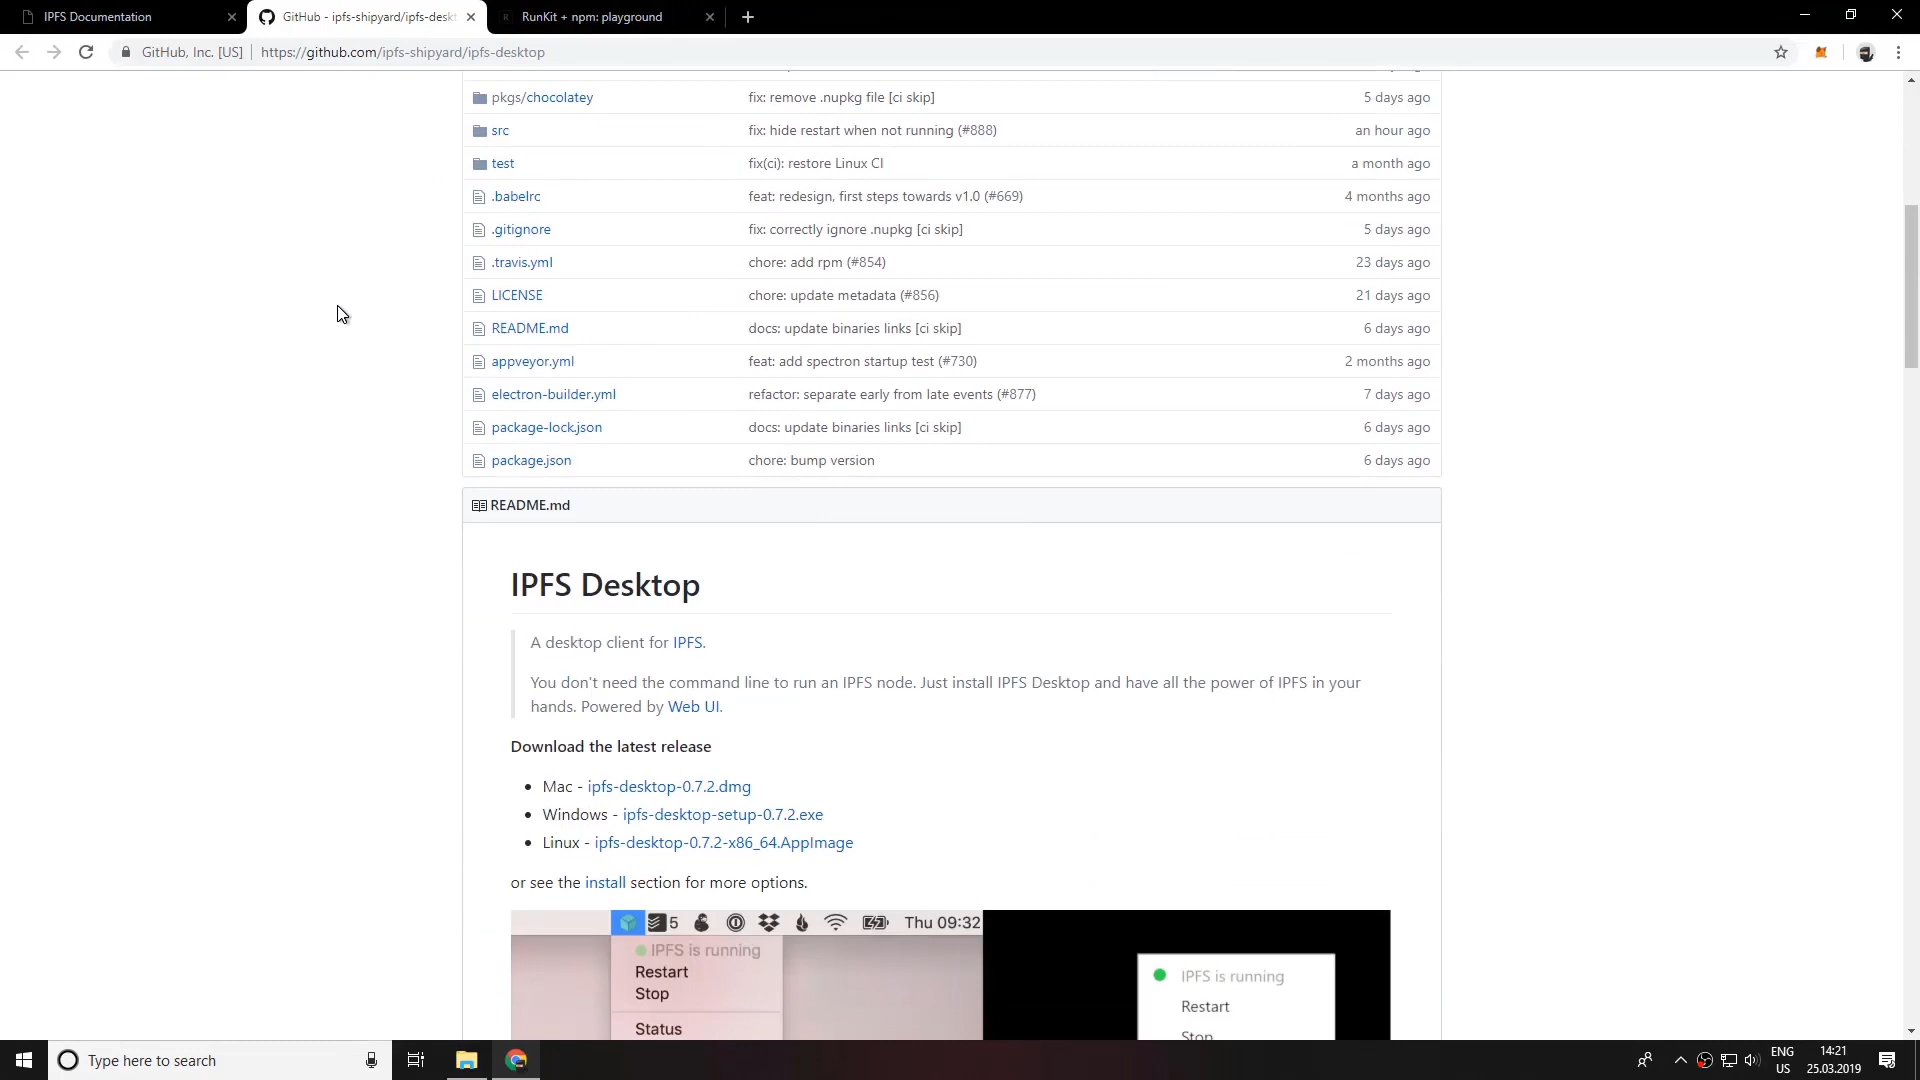 IPFS Documentation
GitHub - ipfs-shipyard/ipfs-deskt
RunKit + npm: playground
GitHub, Inc. [US] | https://github.com/ipfs-shipyard/ipfs-desktop
pkgs/chocolatey fix: remove .nupkg file [ci skip] 5 days ago
src fix: hide restart when not running (#888) an hour ago
test fix(ci): restore Linux CI a month ago
.babelrc feat: redesign, first steps towards v1.0 (#669) 4 months ago
.gitignore fix: correctly ignore .nupkg [ci skip] 5 days ago
.travis.yml chore: add rpm (#854) 23 days ago
LICENSE chore: update metadata (#856) 21 days ago
README.md docs: update binaries links [ci skip] 6 days ago
appveyor.yml feat: add spectron startup test (#730) 2 months ago
electron-builder.yml refactor: separate early from late events (#877) 7 days ago
package-lock.json docs: update binaries links [ci skip] 6 days ago
package.json chore: bump version 6 days ago
README.md
IPFS Desktop
A desktop client for IPFS.
You don't need the command line to run an IPFS node. Just install IPFS Desktop and have all the power of IPFS in your
hands. Powered by Web UI.
Download the latest release
• Mac - ipfs-desktop-0.7.2.dmg
• Windows - ipfs-desktop-setup-0.7.2.exe
• Linux - ipfs-desktop-0.7.2-x86_64.AppImage
or see the install section for more options.
5 Thu 09:32
IPFS is running
Restart
Stop
Status
IPFS is running
Restart
Stop
Type here to search
ENG
US
14:21
25.03.2019